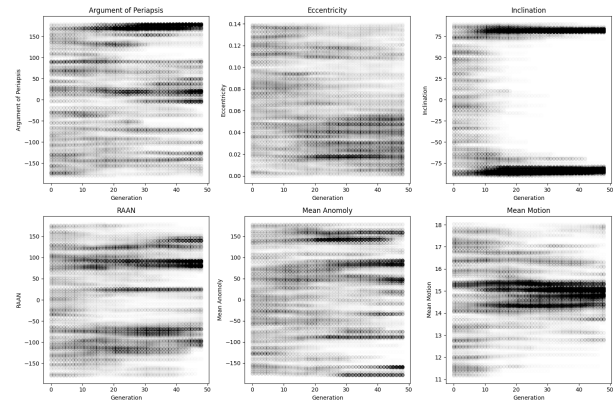 Argument of Periapsis
Eccentricity
Inclination
Argument of Periapsis
150
100
50
0
−50
−100
−150
0 10 20 30 40 50
Generation
Eccentricity
0.14
0.12
0.10
0.08
0.06
0.04
0.02
0.00
0 10 20 30 40 50
Generation
Inclination
75
50
25
0
−25
−50
−75
0 10 20 30 40 50
Generation
RAAN
Mean Anomoly
Mean Motion
RAAN
150
100
50
0
−50
−100
−150
0 10 20 30 40 50
Generation
Mean Anomoly
150
100
50
0
−50
−100
−150
0 10 20 30 40 50
Generation
Mean Motion
18
17
16
15
14
13
12
11
0 10 20 30 40 50
Generation